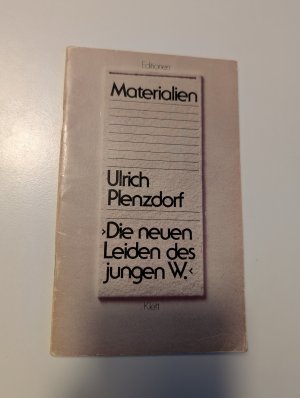 Editionen
Materialien
Ulrich
Plenzdorf
›Die neuen
Leiden des
jungen W.‹
Klett